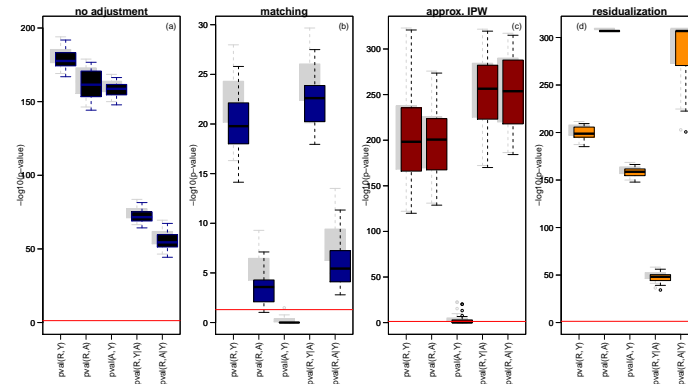 no adjustment
matching
approx. IPW
residualization
(a)
(b)
(c)
(d)
−log10(p−value)
−log10(p−value)
−log10(p−value)
−log10(p−value)
200
150
100
50
0
30
25
20
15
10
5
0
300
250
200
150
100
50
0
300
250
200
150
100
50
0
pval(R, Y)
pval(R, A)
pval(A, Y)
pval(R, Y|A)
pval(R, A|Y)
pval(R, Y)
pval(R, A)
pval(A, Y)
pval(R, Y|A)
pval(R, A|Y)
pval(R, Y)
pval(R, A)
pval(A, Y)
pval(R, Y|A)
pval(R, A|Y)
pval(R, Y)
pval(R, A)
pval(A, Y)
pval(R, Y|A)
pval(R, A|Y)